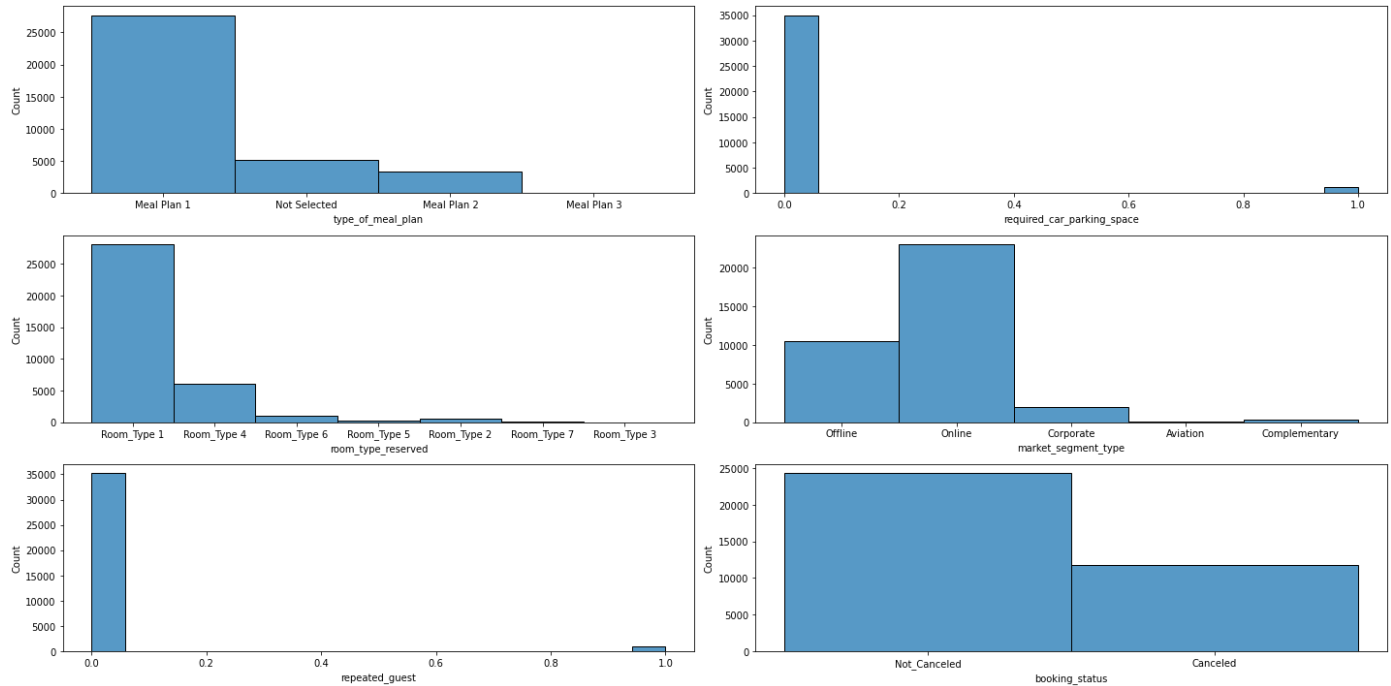 25000
20000
15000
10000
5000
0
Count
Meal Plan 1 Not Selected Meal Plan 2 Meal Plan 3
type_of_meal_plan
35000
30000
25000
20000
15000
10000
5000
0
Count
0.0 0.2 0.4 0.6 0.8 1.0
required_car_parking_space
25000
20000
15000
10000
5000
0
Count
Room_Type 1 Room_Type 4 Room_Type 6 Room_Type 5 Room_Type 2 Room_Type 7 Room_Type 3
room_type_reserved
20000
15000
10000
5000
0
Count
Offline Online Corporate Aviation Complementary
market_segment_type
35000
30000
25000
20000
15000
10000
5000
0
Count
0.0 0.2 0.4 0.6 0.8 1.0
repeated_guest
25000
20000
15000
10000
5000
0
Count
Not_Canceled Canceled
booking_status